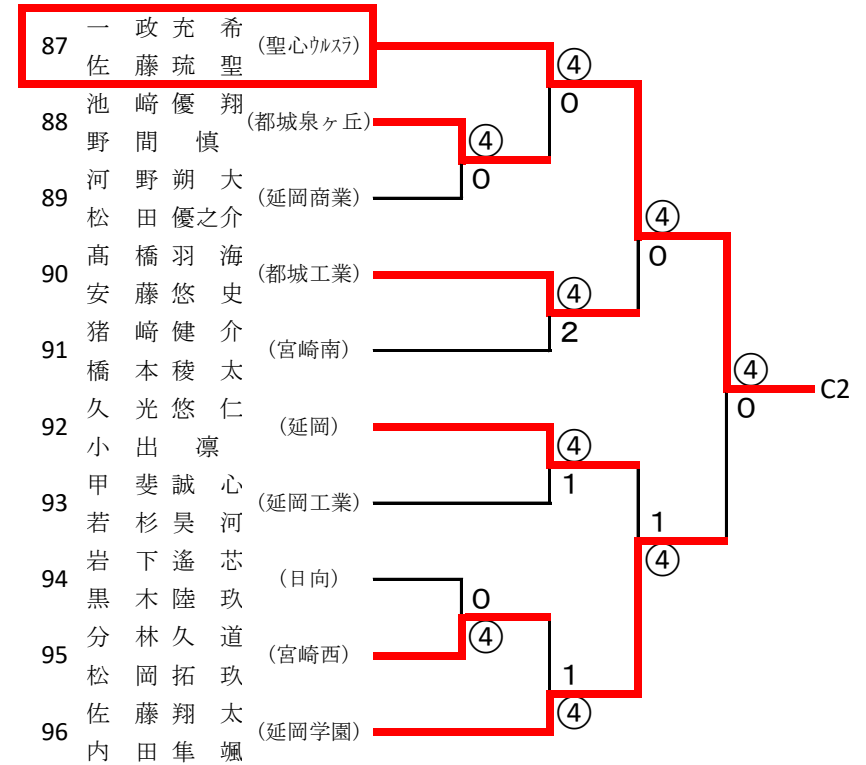 一政充希
87 (聖心ｳﾙｽﾗ)
佐藤琉聖
④
0
池﨑優翔
88 (都城泉ヶ丘)
野間慎
④
0
河野朔大
89 (延岡商業)
松田優之介
④
0
髙橋羽海
90 (都城工業)
安藤悠史
④
2
猪﨑健介
91 (宮崎南)
橋本稜太
④
0
C2
久光悠仁
92 (延岡)
小出凛
④
1
甲斐誠心
93 (延岡工業)
若杉昊河
1
④
岩下遙芯
94 (日向)
黒木陸玖
0
④
分林久道
95 (宮崎西)
松岡拓玖
1
④
佐藤翔太
96 (延岡学園)
内田隼颯